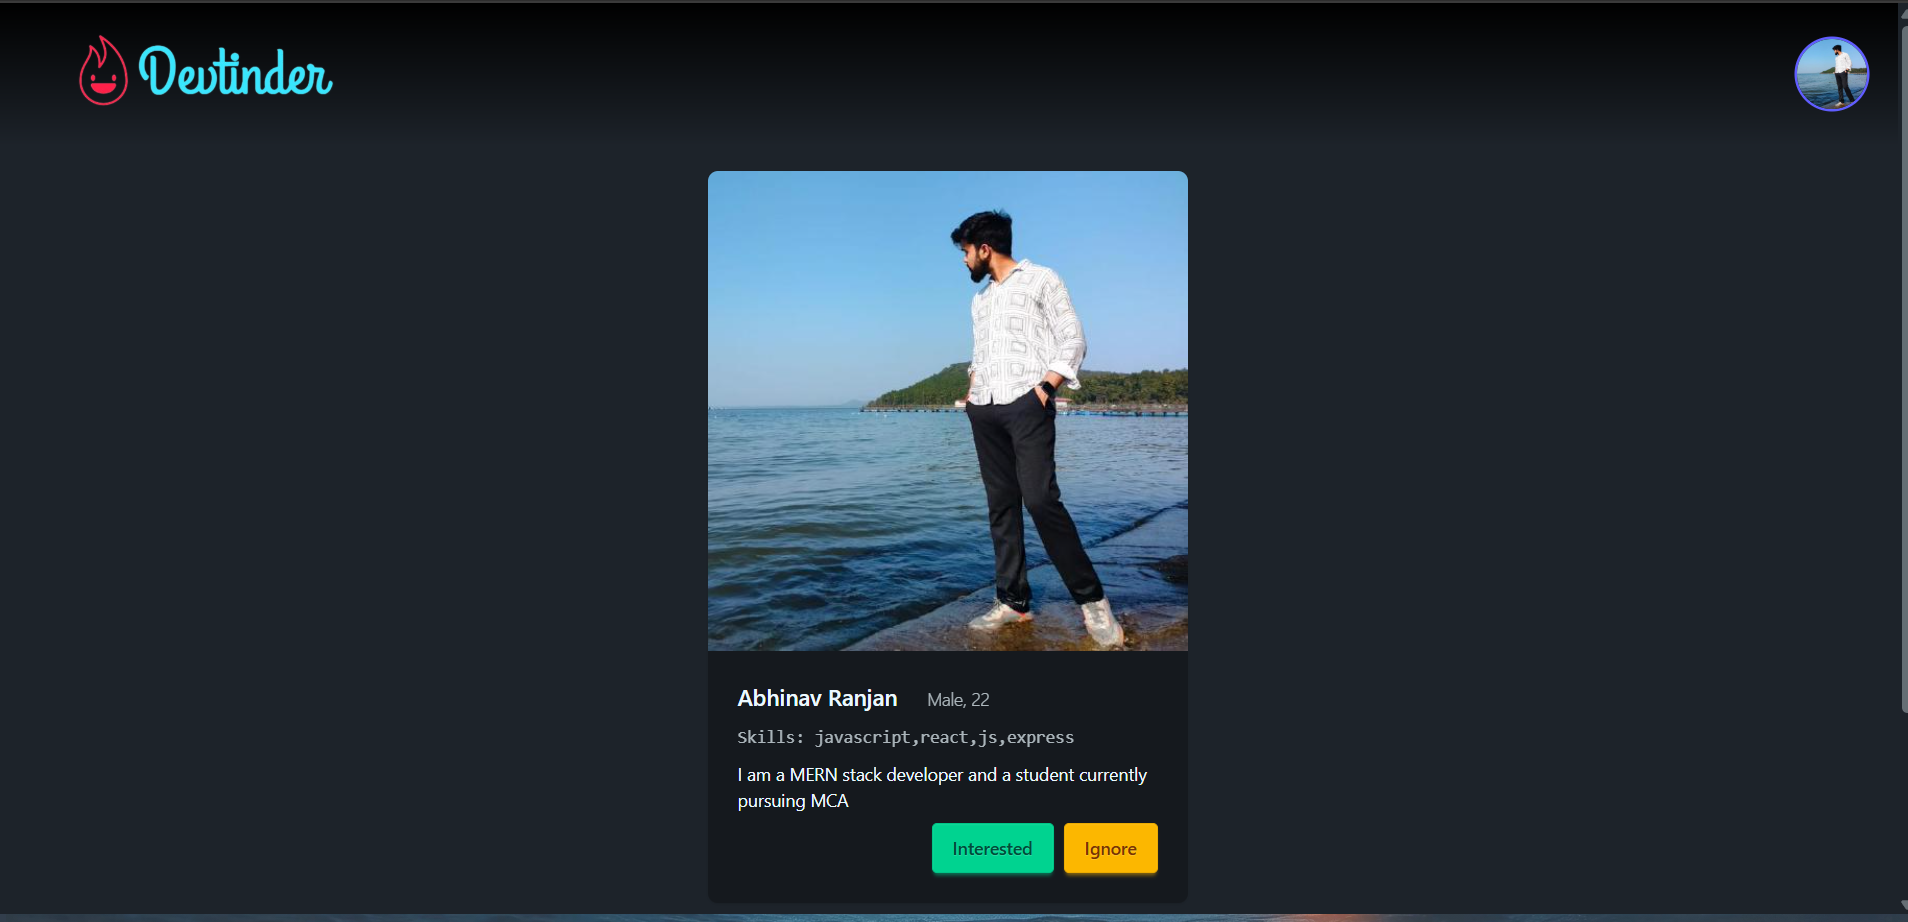 Devtinder
Abhinav Ranjan Male, 22
Skills: javascript,react,js,express
I am a MERN stack developer and a student currently
pursuing MCA
Interested Ignore